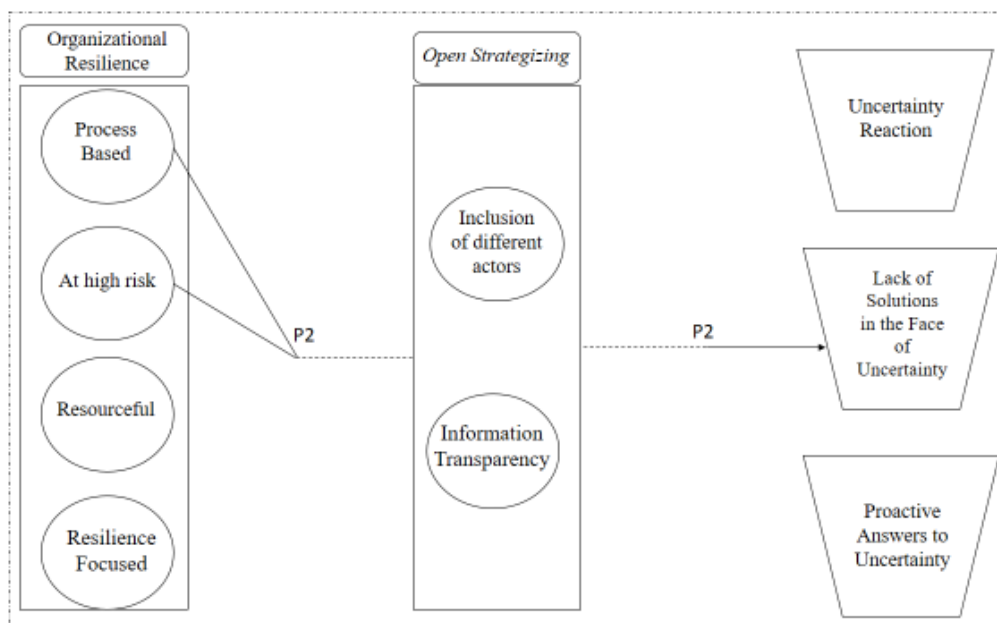 Organizational
Resilience
Process
Based
At high risk
Resourceful
Resilience
Focused
P2
Open Strategizing
Inclusion
of different
actors
Information
Transparency
P2
Uncertainty
Reaction
Lack of
Solutions
in the Face
of
Uncertainty
Proactive
Answers to
Uncertainty